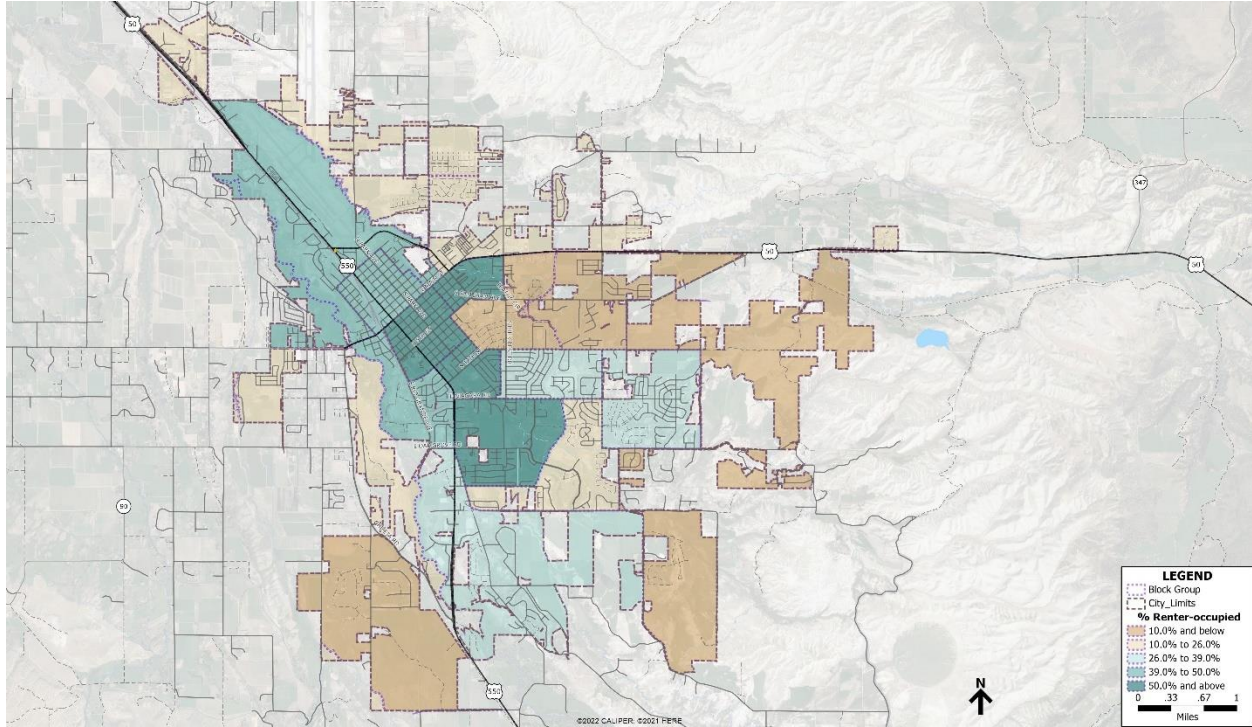 50
347
50
50
550
90
550
LEGEND
Block Group
City_Limits
% Renter-occupied
10.0% and below
10.0% to 26.0%
26.0% to 39.0%
39.0% to 50.0%
50.0% and above
0 .33 .67 1
Miles
N
©2022 CALIPER; ©2021 HERE